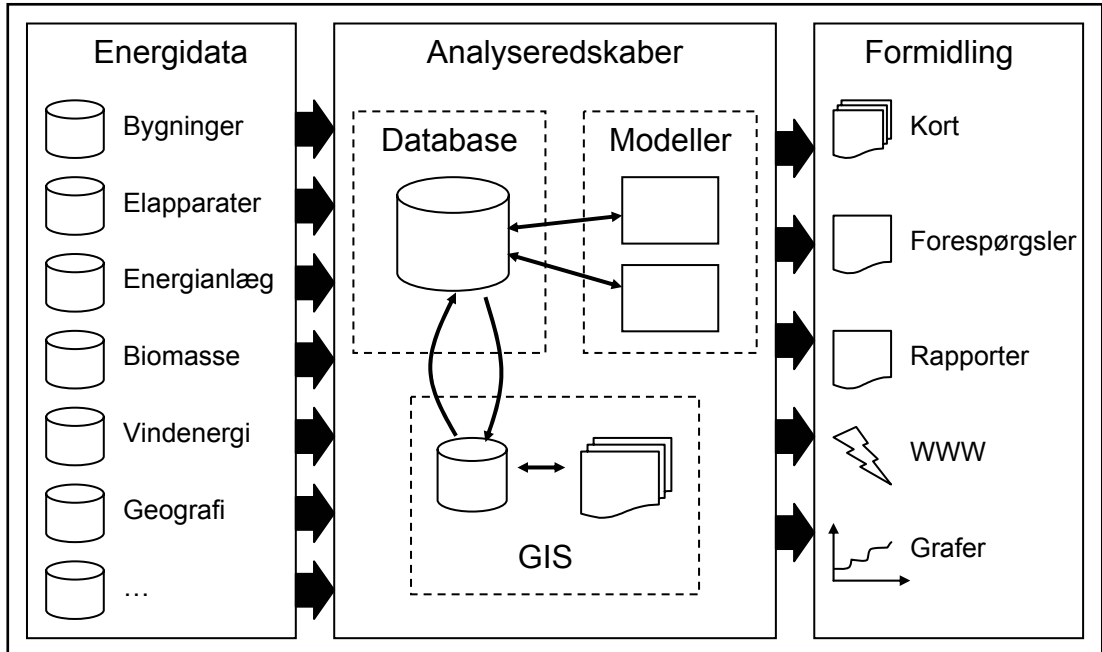 Energidata
Bygninger
Elapparater
Energianlæg
Biomasse
Vindenergi
Geografi
...
Analyseredskaber
Database
Modeller
GIS
Formidling
Kort
Forespørgsler
Rapporter
WWW
Grafer